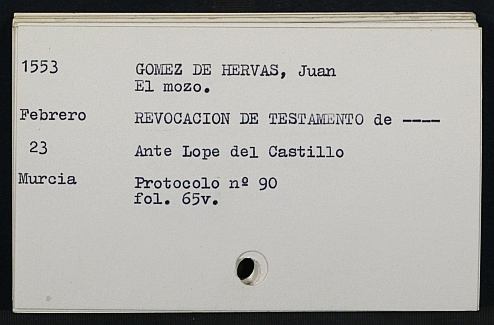 1553 GOMEZ DE HERVAS, Juan
El mozo.
Febrero REVOCACION DE TESTAMENTO de ----
23 Ante Lope del Castillo
Murcia Protocolo nº 90
fol. 65v.